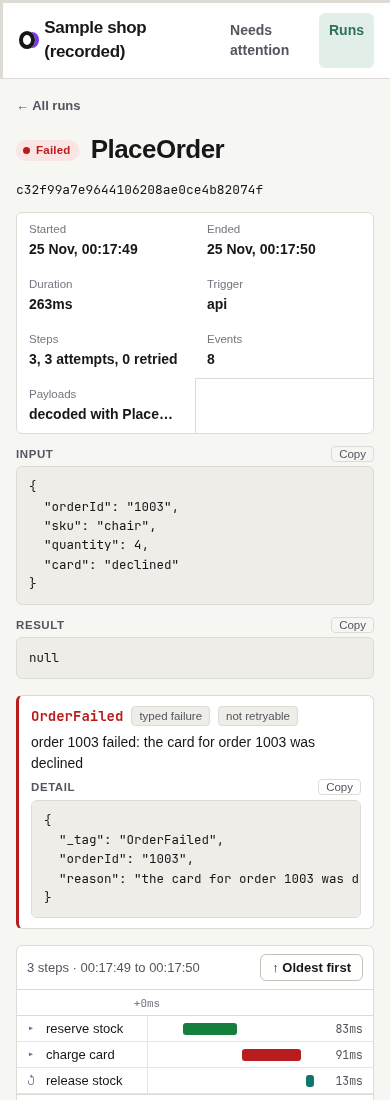 Sample shop (recorded)
Needs attention
Runs
← All runs
Failed
PlaceOrder
c32f99a7e9644106208ae0ce4b82074f
Started
25 Nov, 00:17:49
Ended
25 Nov, 00:17:50
Duration
263ms
Trigger
api
Steps
3, 3 attempts, 0 retried
Events
8
Payloads
decoded with Place…
INPUT
Copy
{
  "orderId": "1003",
  "sku": "chair",
  "quantity": 4,
  "card": "declined"
}
RESULT
Copy
null
OrderFailed
typed failure
not retryable
order 1003 failed: the card for order 1003 was
declined
DETAIL
Copy
{
  "_tag": "OrderFailed",
  "orderId": "1003",
  "reason": "the card for order 1003 was d
}
3 steps · 00:17:49 to 00:17:50
↑ Oldest first
+0ms
reserve stock
83ms
charge card
91ms
release stock
13ms